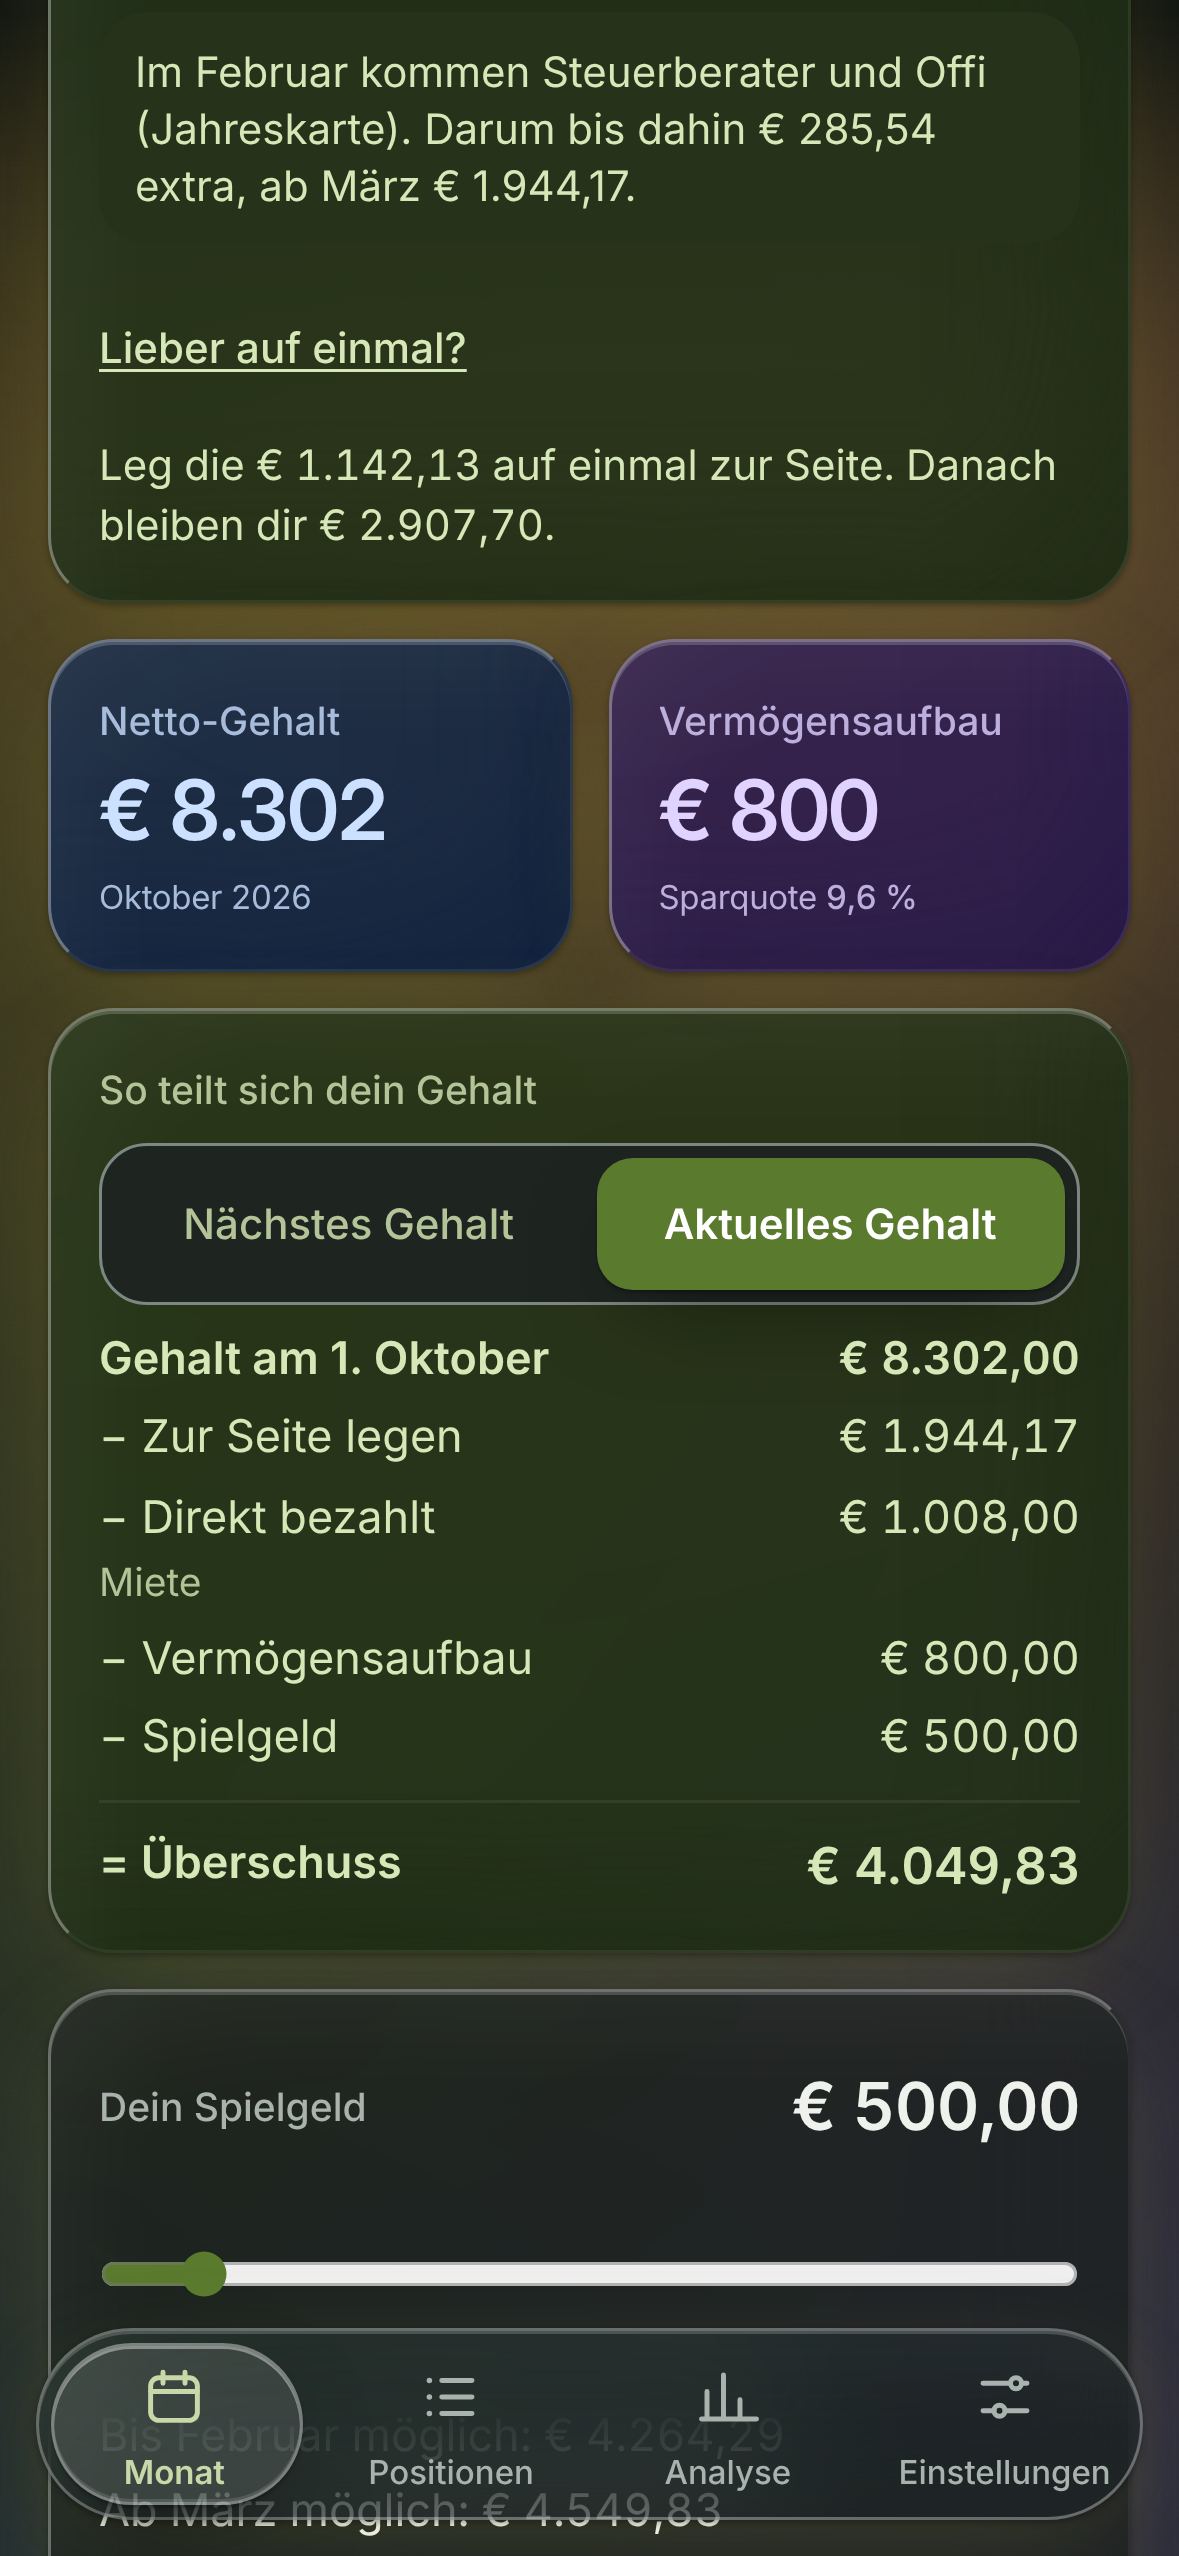 Im Februar kommen Steuerberater und Offi
(Jahreskarte). Darum bis dahin € 285,54
extra, ab März € 1.944,17.
Lieber auf einmal?
Leg die € 1.142,13 auf einmal zur Seite. Danach
bleiben dir € 2.907,70.
Netto-Gehalt
€ 8.302
Oktober 2026
Vermögensaufbau
€ 800
Sparquote 9,6 %
So teilt sich dein Gehalt
Nächstes Gehalt
Aktuelles Gehalt
Gehalt am 1. Oktober € 8.302,00
– Zur Seite legen € 1.944,17
– Direkt bezahlt € 1.008,00
Miete
– Vermögensaufbau € 800,00
– Spielgeld € 500,00
= Überschuss € 4.049,83
Dein Spielgeld € 500,00
Bis Februar möglich: € 4.264,29
Ab März möglich: € 4.549,83
Monat
Positionen
Analyse
Einstellungen